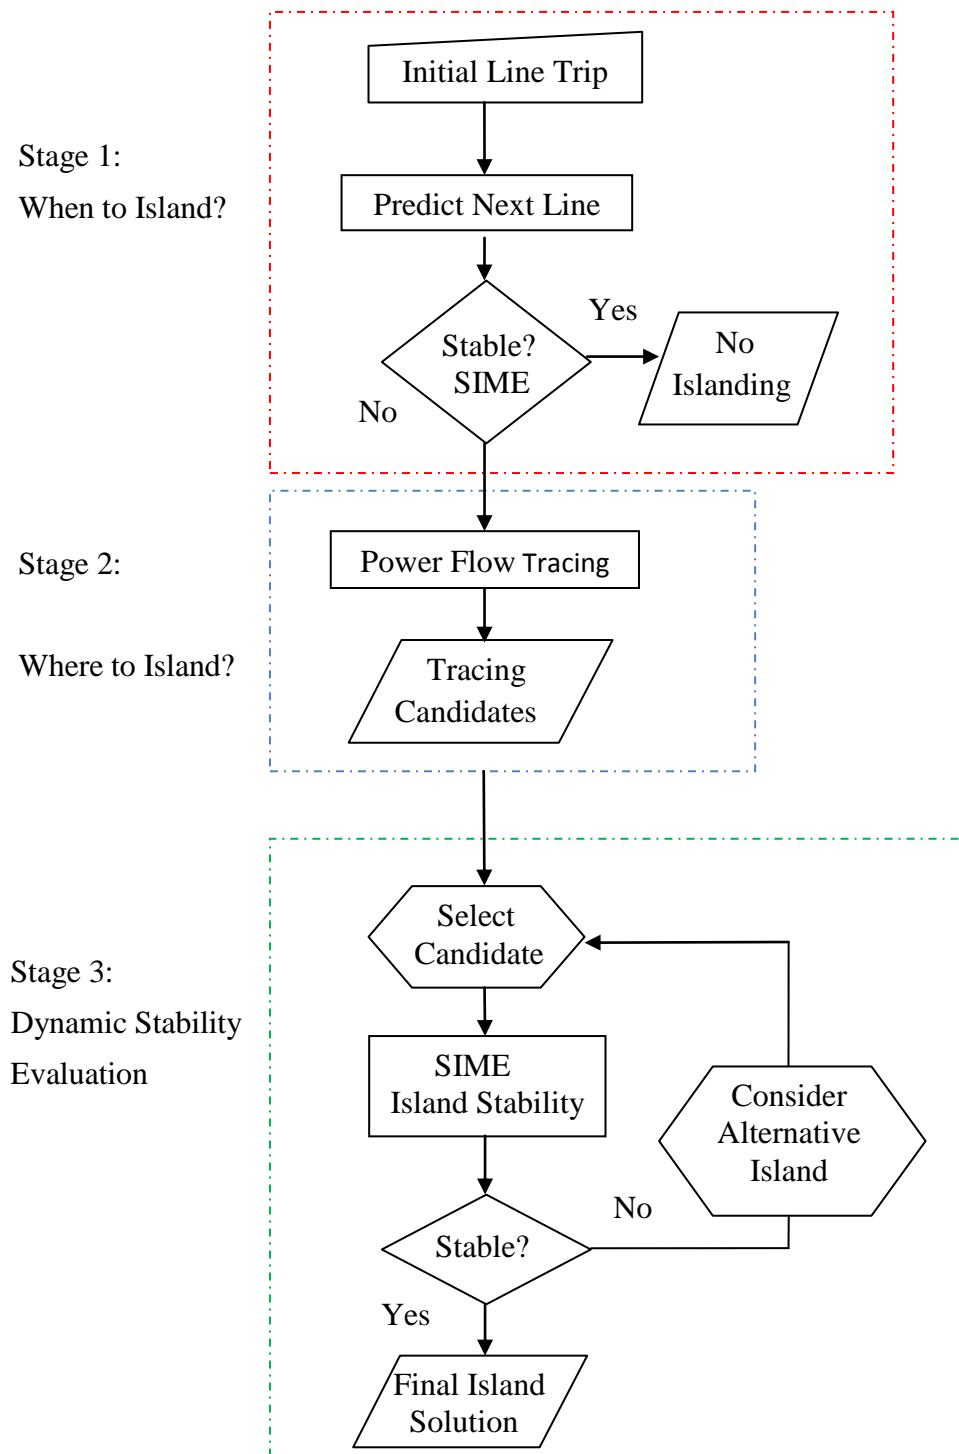 Initial Line Trip
Stage 1:
When to Island?
Predict Next Line
Yes
Stable?
SIME
No
Islanding
No
Stage 2:
Power Flow Tracing
Where to Island?
Tracing
Candidates
Select
Candidate
Stage 3:
Dynamic Stability
Evaluation
SIME
Island Stability
Consider
Alternative
Island
No
Stable?
Yes
Final Island
Solution